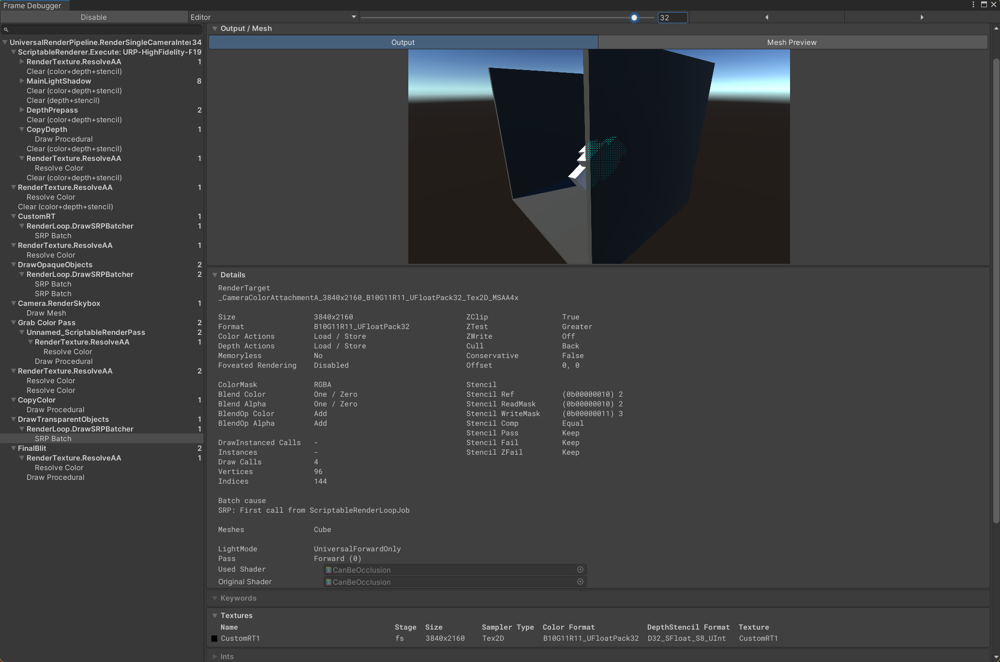 Frame Debugger
Disable
Editor
32
UniversalRenderPipeline.RenderSingleCameraInter 34
ScriptableRenderer.Execute: URP-HighFidelity-F 19
RenderTexture.ResolveAA 1
Clear (color+depth+stencil)
MainLightShadow 8
Clear (color+depth+stencil)
Clear (depth+stencil)
DepthPrepass 2
Clear (color+depth+stencil)
CopyDepth 1
Draw Procedural
Clear (color+depth+stencil)
RenderTexture.ResolveAA 1
Resolve Color
Clear (color+depth+stencil)
RenderTexture.ResolveAA 1
Resolve Color
Clear (color+depth+stencil)
CustomRT 1
RenderLoop.DrawSRPBatcher 1
SRP Batch
RenderTexture.ResolveAA 1
Resolve Color
DrawOpaqueObjects 2
RenderLoop.DrawSRPBatcher 2
SRP Batch
SRP Batch
Camera.RenderSkybox 1
Draw Mesh
Grab Color Pass 2
Unnamed_ScriptableRenderPass 2
RenderTexture.ResolveAA 1
Resolve Color
Draw Procedural
RenderTexture.ResolveAA 2
Resolve Color
Resolve Color
CopyColor 1
Draw Procedural
DrawTransparentObjects 1
RenderLoop.DrawSRPBatcher 1
SRP Batch
FinalBlit 2
RenderTexture.ResolveAA 1
Resolve Color
Draw Procedural
Output / Mesh
Output Mesh Preview
Details
RenderTarget
_CameraColorAttachmentA_3840x2160_B10G11R11_UFloatPack32_Tex2D_MSAA4x
Size 3840x2160 ZClip True
Format B10G11R11_UFloatPack32 ZTest Greater
Color Actions Load / Store ZWrite Off
Depth Actions Load / Store Cull Back
Memoryless No Conservative False
Foveated Rendering Disabled Offset 0, 0
ColorMask RGBA Stencil
Blend Color One / Zero Stencil Ref (0b00000010) 2
Blend Alpha One / Zero Stencil ReadMask (0b00000010) 2
BlendOp Color Add Stencil WriteMask (0b00000011) 3
BlendOp Alpha Add Stencil Comp Equal
Stencil Pass Keep
DrawInstanced Calls - Stencil Fail Keep
Instances - Stencil ZFail Keep
Draw Calls 4
Vertices 96
Indices 144
Batch cause
SRP: First call from ScriptableRenderLoopJob
Meshes Cube
LightMode UniversalForwardOnly
Pass Forward (0)
Used Shader CanBeOcclusion
Original Shader CanBeOcclusion
Keywords
Textures
Name Stage Size Sampler Type Color Format DepthStencil Format Texture
CustomRT1 fs 3840x2160 Tex2D B10G11R11_UFloatPack32 D32_SFloat_S8_UInt CustomRT1
Ints